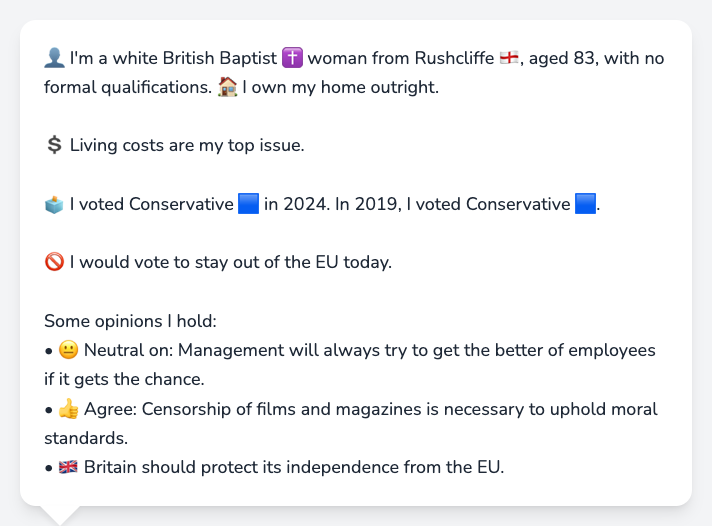 👤 I'm a white British Baptist ✝️ woman from Rushcliffe 🏴󠁧󠁢󠁥󠁮󠁧󠁿, aged 83, with no
formal qualifications. 🏠 I own my home outright.
💲 Living costs are my top issue.
🗳️ I voted Conservative 🟦 in 2024. In 2019, I voted Conservative 🟦.
🚫 I would vote to stay out of the EU today.
Some opinions I hold:
• 😐 Neutral on: Management will always try to get the better of employees
if it gets the chance.
• 👍 Agree: Censorship of films and magazines is necessary to uphold moral
standards.
• 🇬🇧 Britain should protect its independence from the EU.